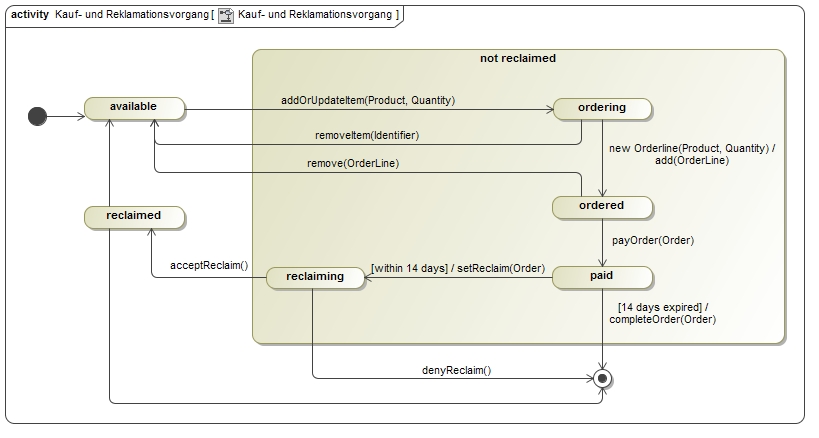 activity Kauf- und Reklamationsvorgang [ Kauf- und Reklamationsvorgang ]
not reclaimed
available
addOrUpdateItem(Product, Quantity)
ordering
removeItem(Identifier)
new Orderline(Product, Quantity) /
add(OrderLine)
remove(OrderLine)
reclaimed
ordered
payOrder(Order)
acceptReclaim()
reclaiming
[within 14 days] / setReclaim(Order)
paid
[14 days expired] /
completeOrder(Order)
denyReclaim()